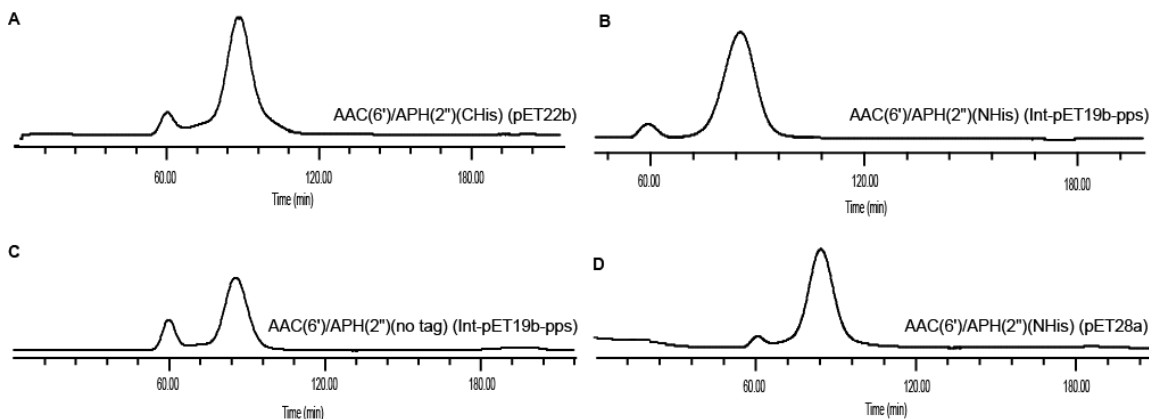 A
AAC(6')/APH(2")(CHis) (pET22b)
60.00 120.00 180.00
Time (min)
B
AAC(6')/APH(2")(NHis) (Int-pET19b-pps)
60.00 120.00 180.00
Time (min)
C
AAC(6')/APH(2")(no tag) (Int-pET19b-pps)
60.00 120.00 180.00
Time (min)
D
AAC(6')/APH(2")(NHis) (pET28a)
60.00 120.00 180.00
Time (min)